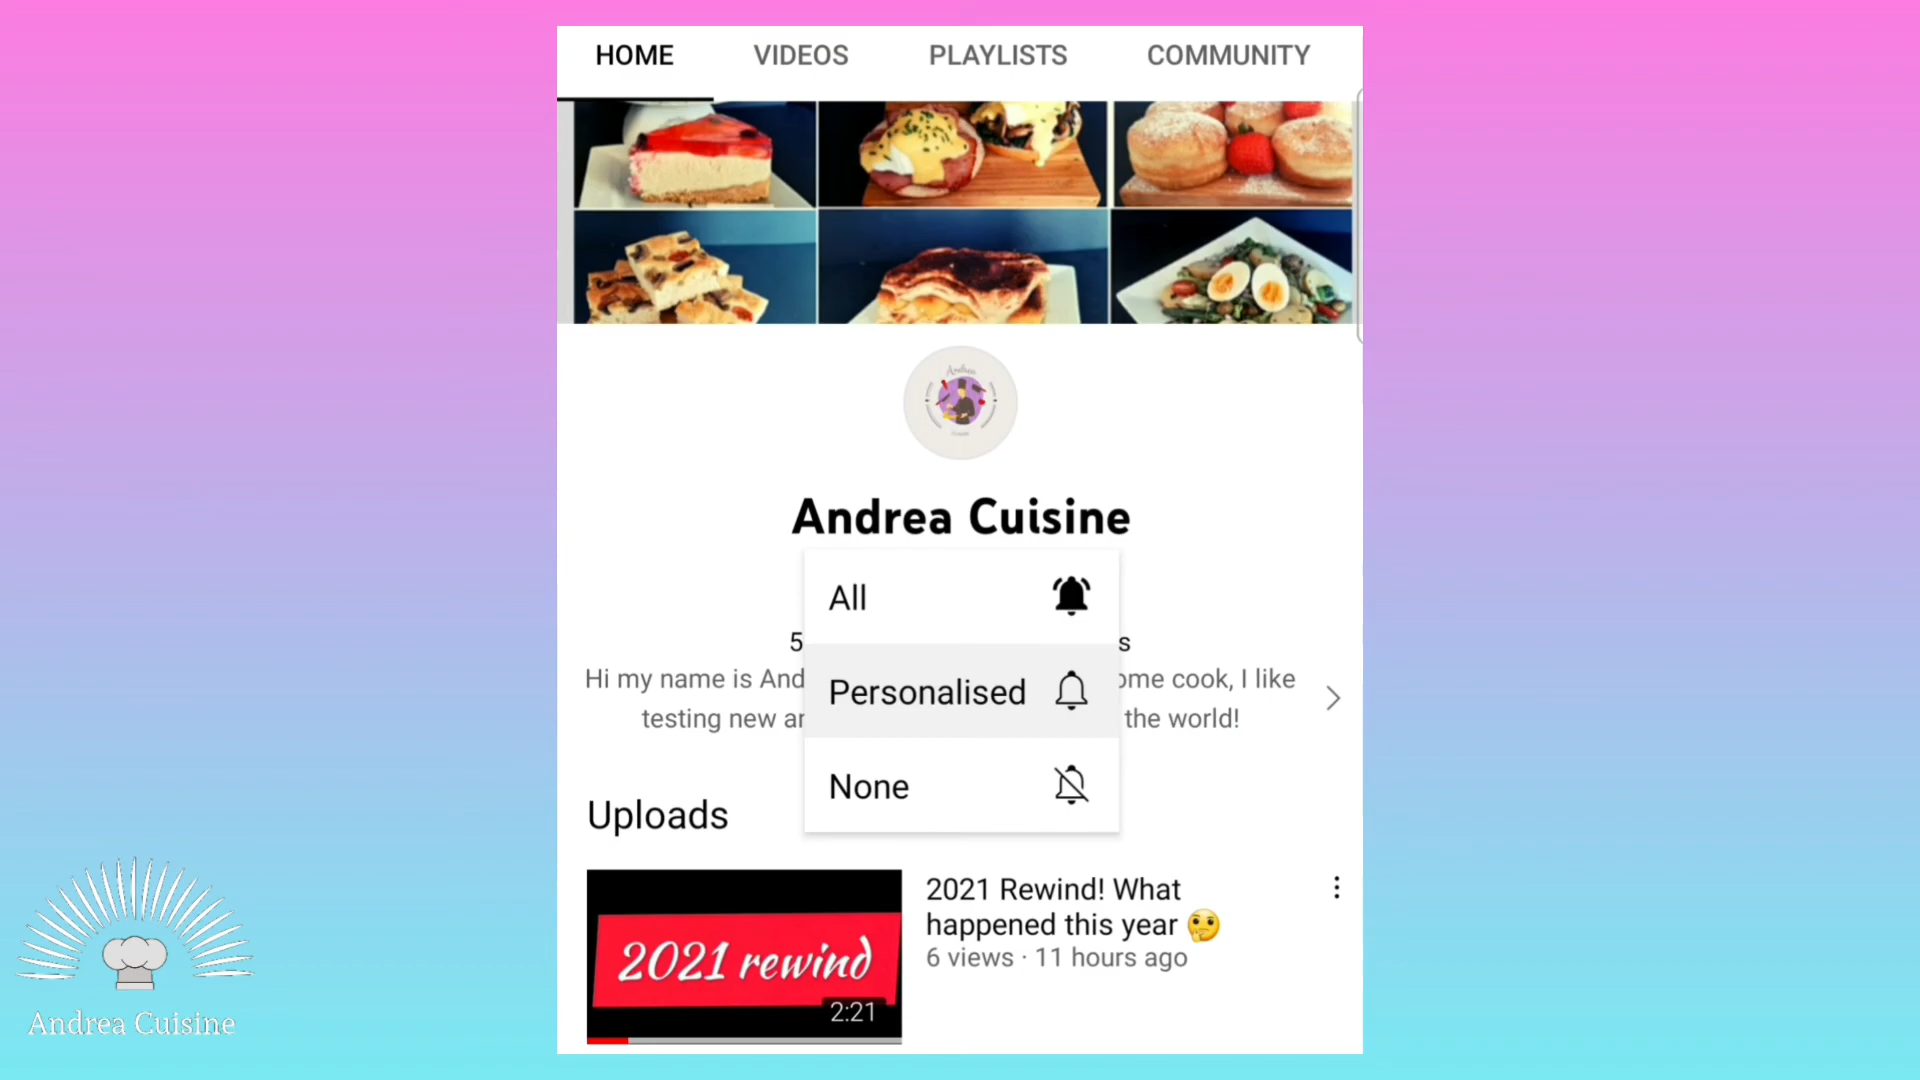 HOME VIDEOS PLAYLISTS COMMUNITY
Andrea
Andrea Cuisine
All
5 s
Hi my name is And ome cook, I like
Personalised
testing new ar the world!
None
Uploads
2021 Rewind! What
happened this year 🤔
6 views · 11 hours ago
2021 rewind
2:21
Andrea Cuisine